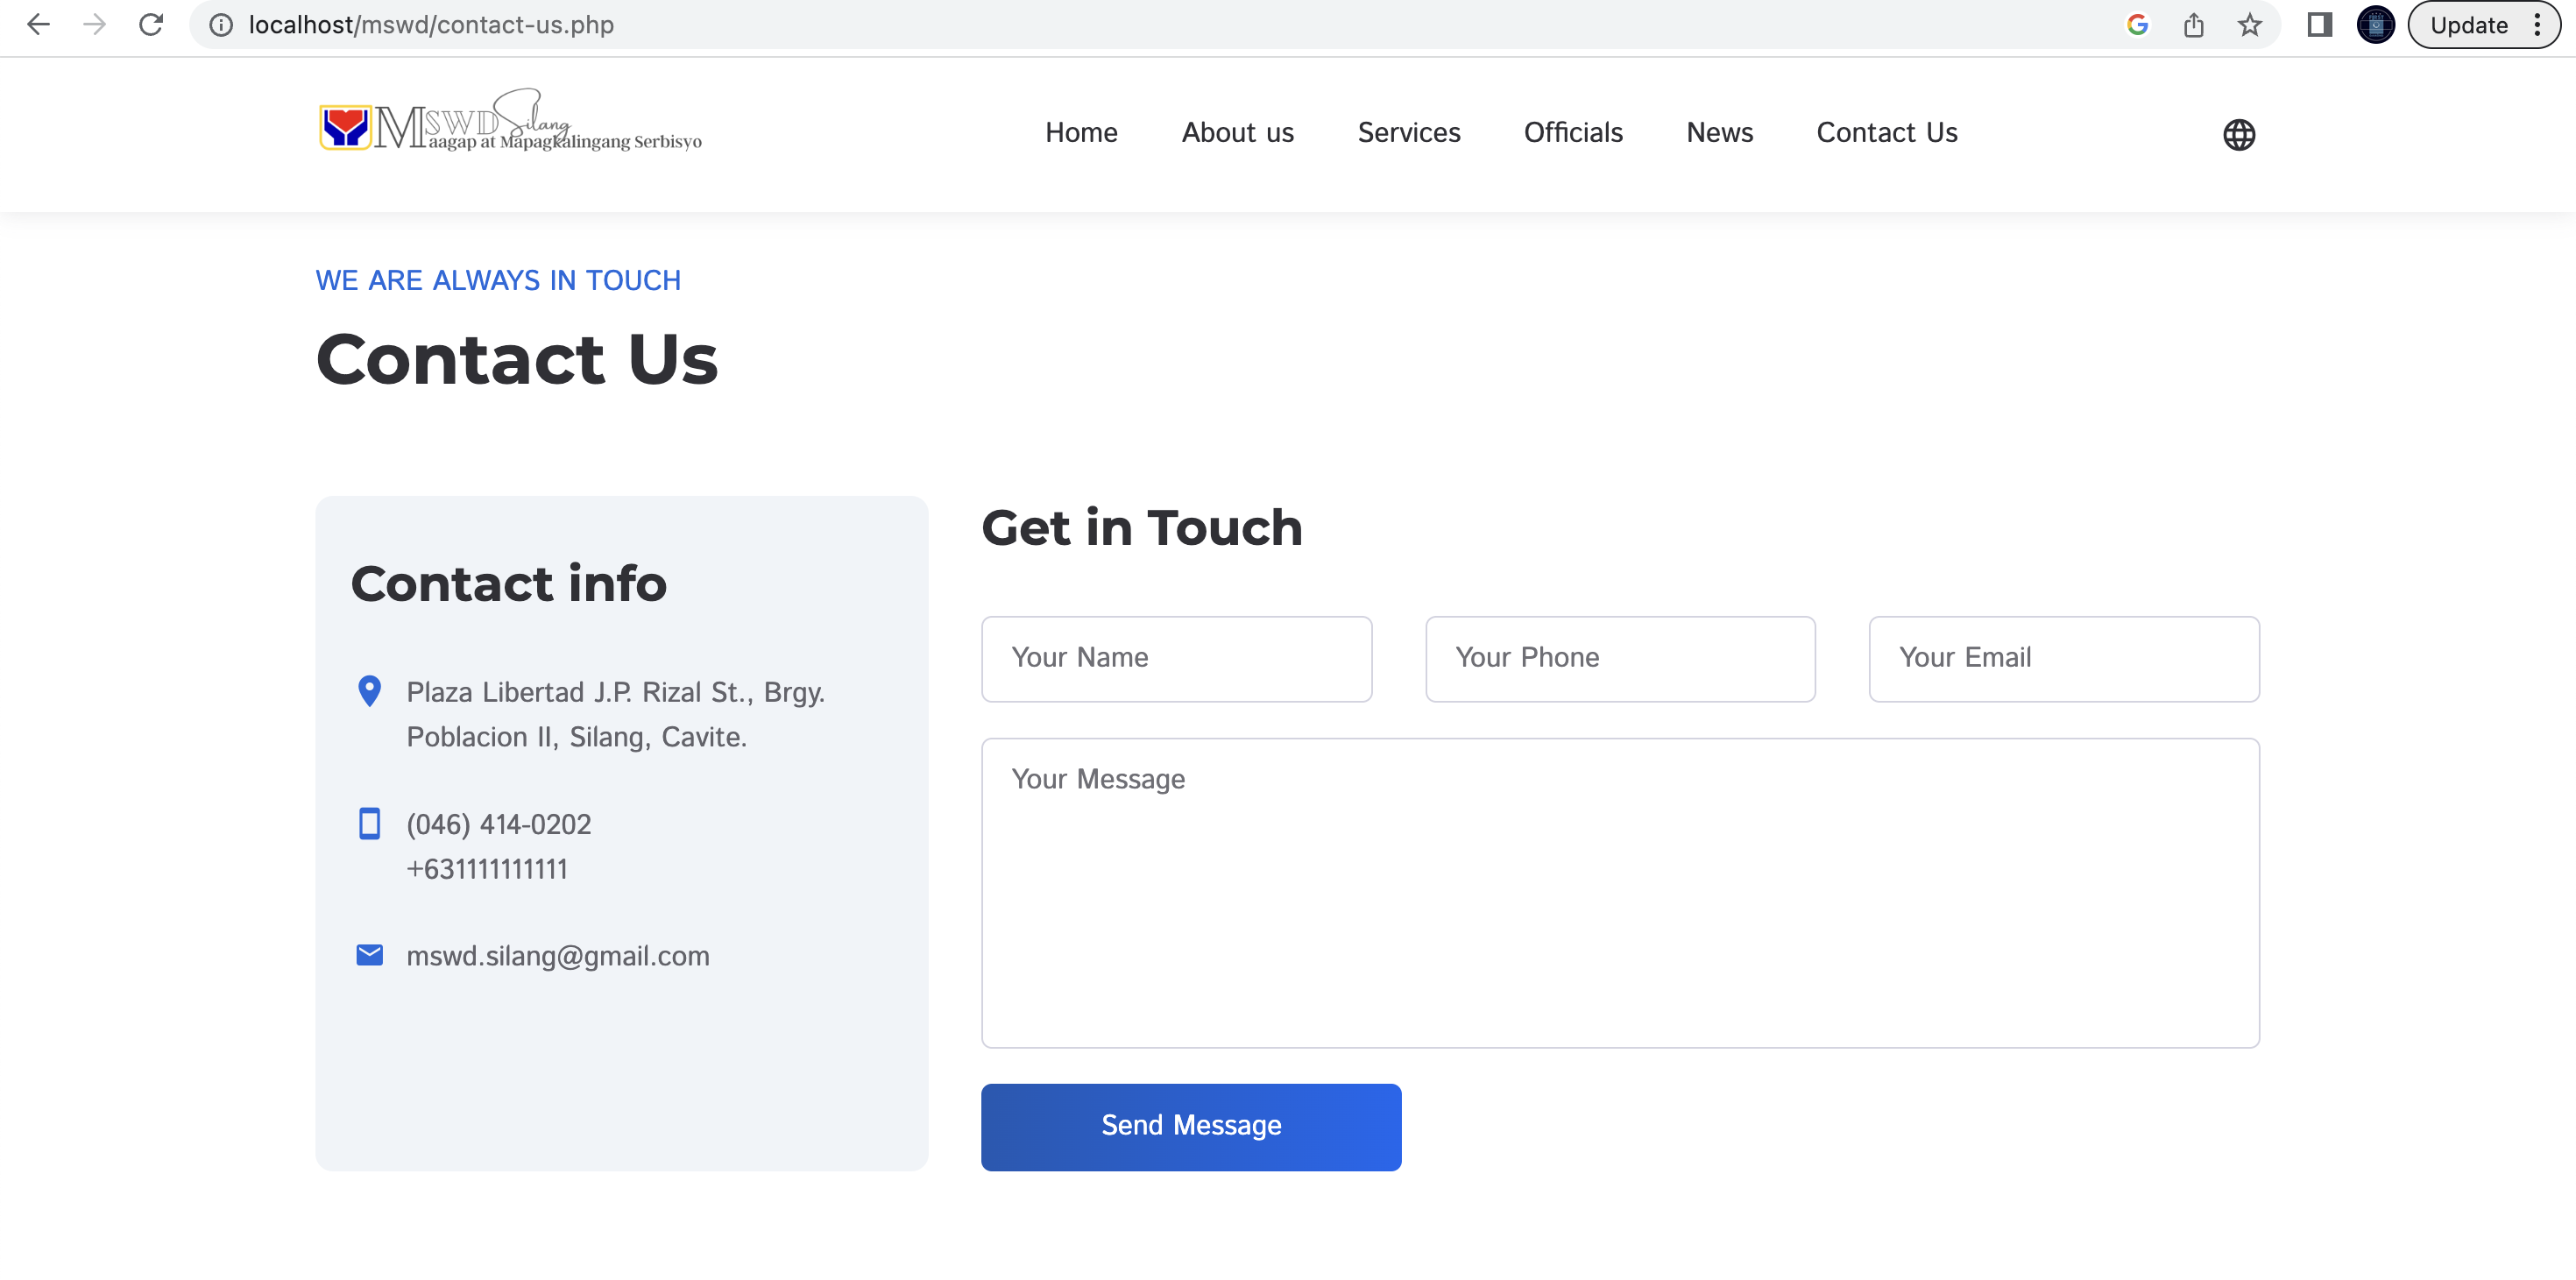 localhost/mswd/contact-us.php
Update
MSWD Silang
Maagap at Mapagkalingang Serbisyo
Home
About us
Services
Officials
News
Contact Us
WE ARE ALWAYS IN TOUCH
Contact Us
Contact info
Plaza Libertad J.P. Rizal St., Brgy.
Poblacion II, Silang, Cavite.
(046) 414-0202
+631111111111
mswd.silang@gmail.com
Get in Touch
Your Name
Your Phone
Your Email
Your Message
Send Message